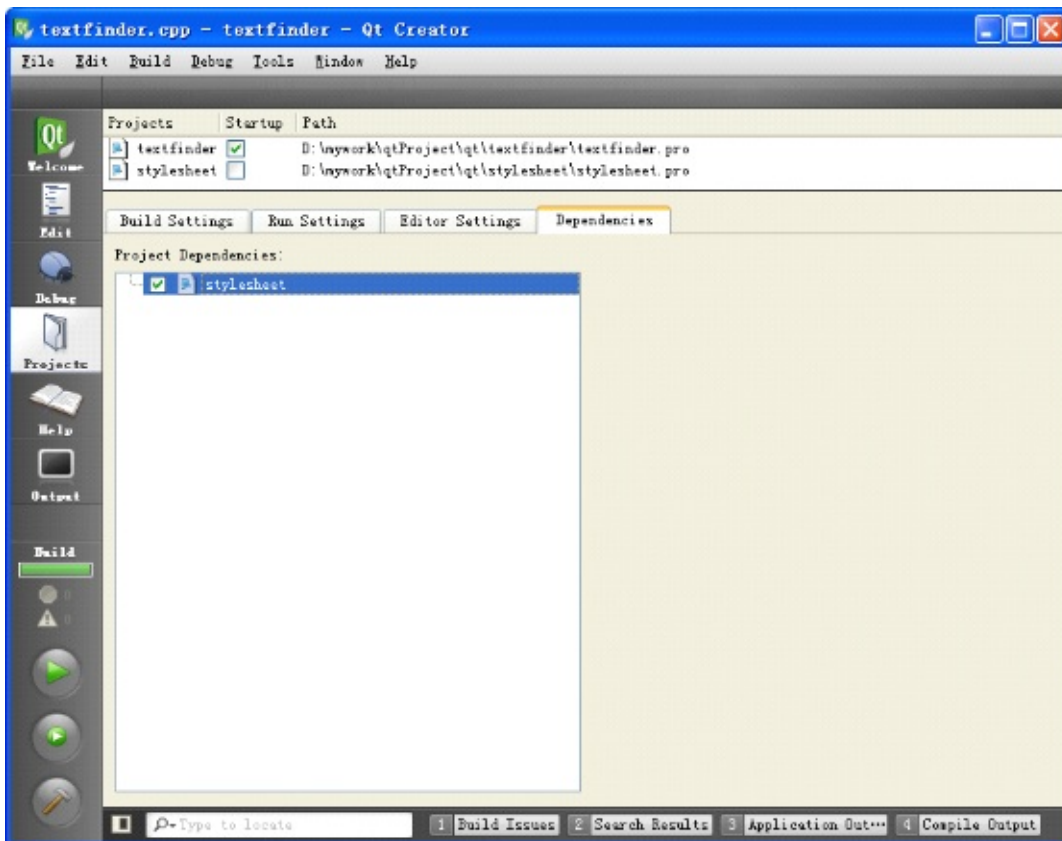 textfinder.cpp - textfinder - Qt Creator
File Edit Build Debug Tools Window Help
Projects Startup Path
textfinder D:\mywork\qtProject\qt\textfinder\textfinder.pro
stylesheet D:\mywork\qtProject\qt\stylesheet\stylesheet.pro
Qt
Welcome
Edit
Debug
Projects
Help
Output
Build
0
0
Build Settings Run Settings Editor Settings Dependencies
Project Dependencies:
stylesheet
Type to locate 1 Build Issues 2 Search Results 3 Application Out... 4 Compile Output